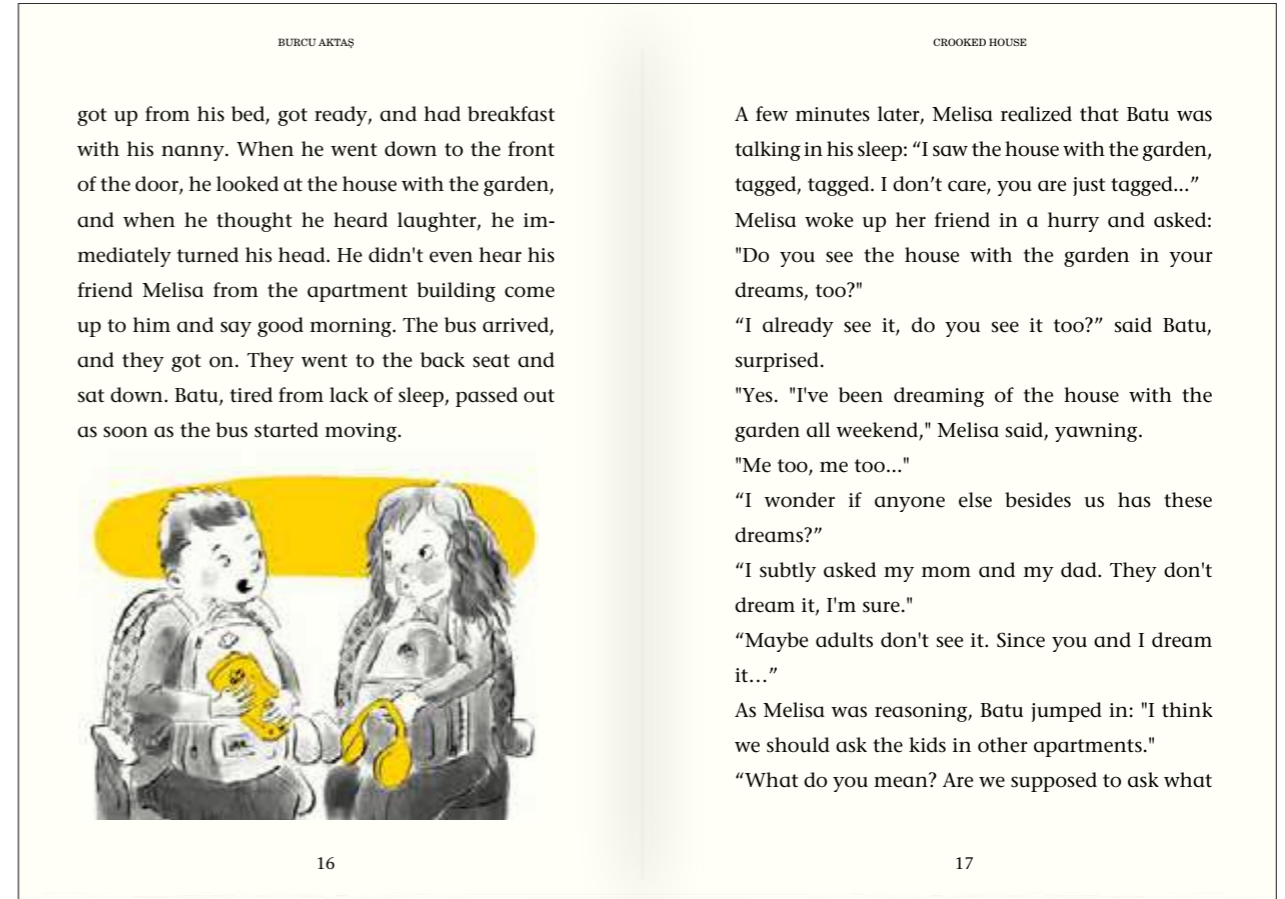 BURCU AKTAŞ
got up from his bed, got ready, and had breakfast
with his nanny. When he went down to the front
of the door, he looked at the house with the garden,
and when he thought he heard laughter, he im-
mediately turned his head. He didn't even hear his
friend Melisa from the apartment building come
up to him and say good morning. The bus arrived,
and they got on. They went to the back seat and
sat down. Batu, tired from lack of sleep, passed out
as soon as the bus started moving.
16
CROOKED HOUSE
A few minutes later, Melisa realized that Batu was
talking in his sleep: “I saw the house with the garden,
tagged, tagged. I don’t care, you are just tagged...”
Melisa woke up her friend in a hurry and asked:
"Do you see the house with the garden in your
dreams, too?"
“I already see it, do you see it too?” said Batu,
surprised.
"Yes. "I've been dreaming of the house with the
garden all weekend," Melisa said, yawning.
"Me too, me too..."
“I wonder if anyone else besides us has these
dreams?”
“I subtly asked my mom and my dad. They don't
dream it, I'm sure."
“Maybe adults don't see it. Since you and I dream
it…”
As Melisa was reasoning, Batu jumped in: "I think
we should ask the kids in other apartments."
“What do you mean? Are we supposed to ask what
17